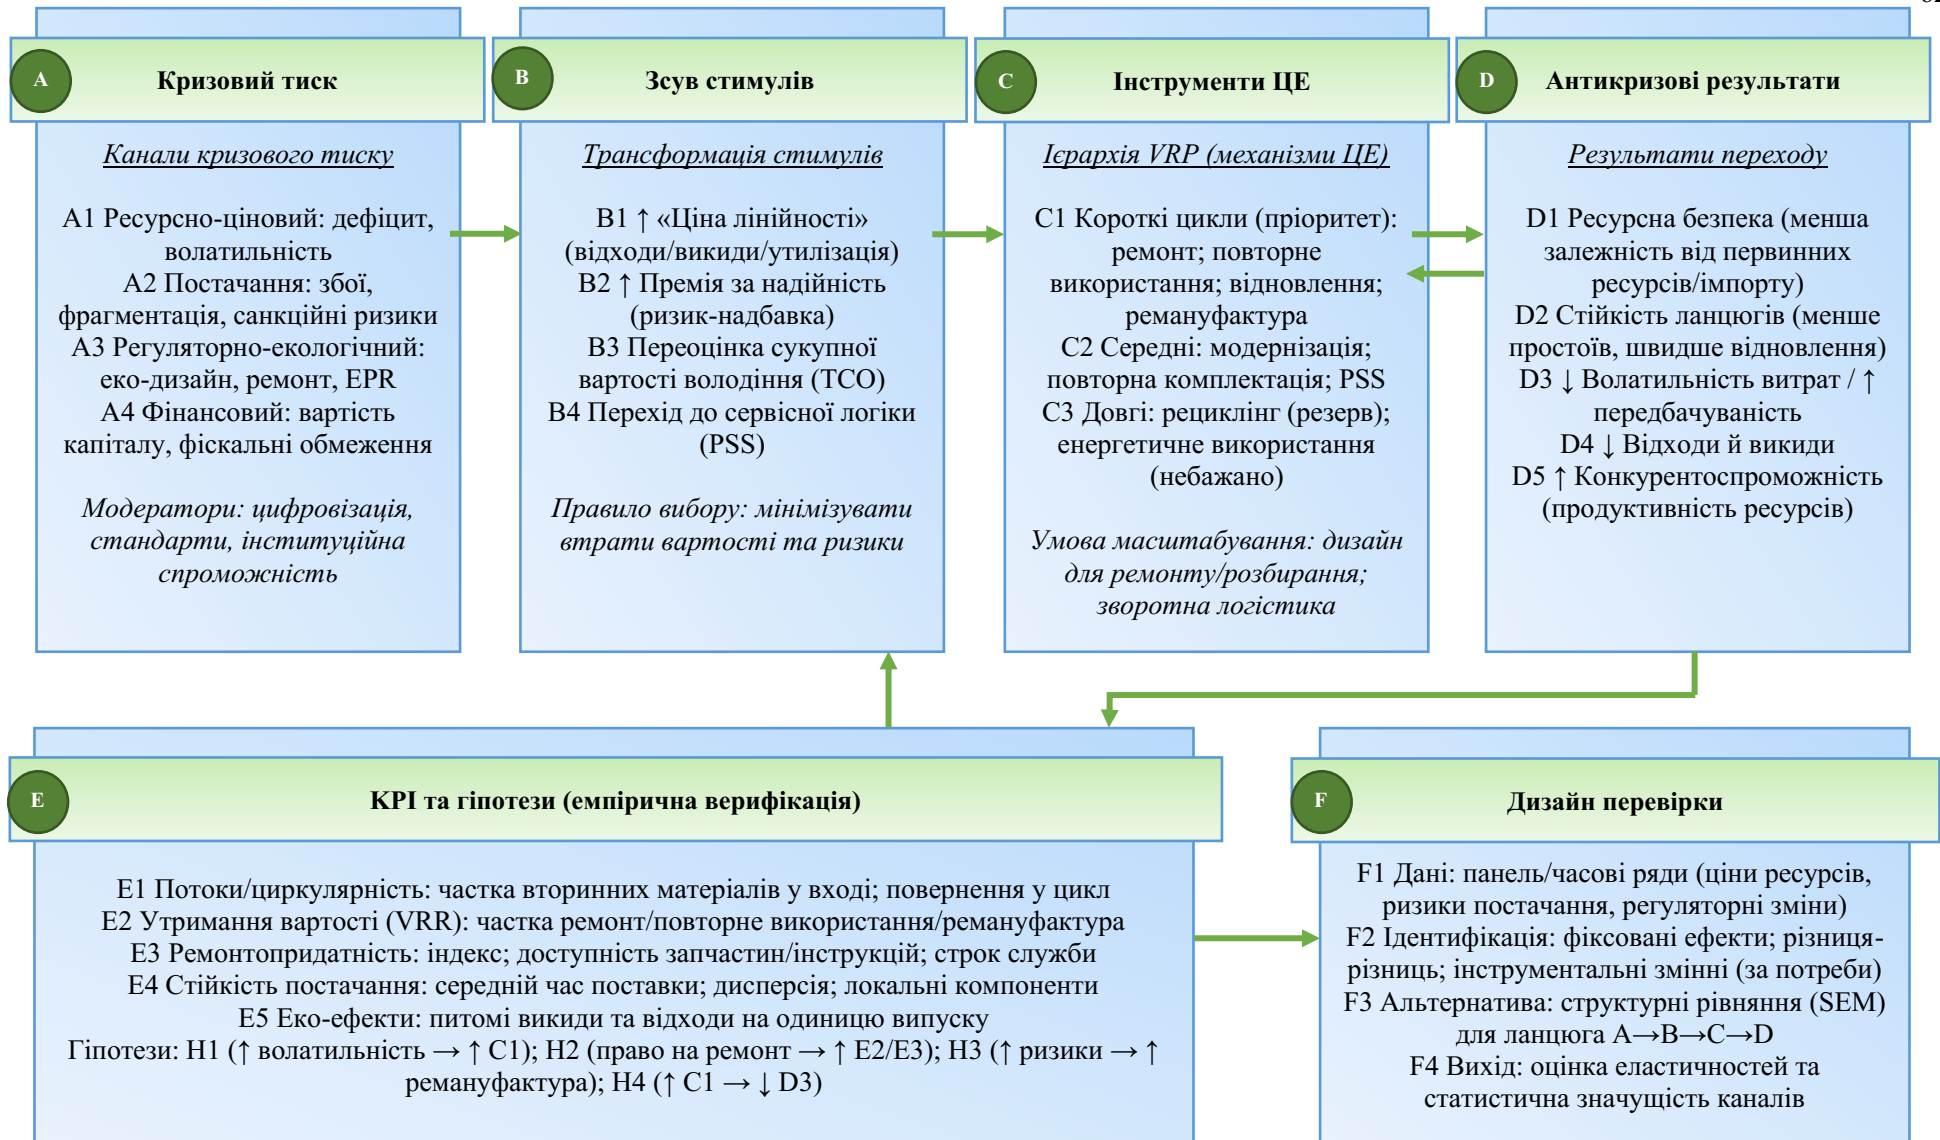 A
Кризовий тиск
Канали кризового тиску
A1 Ресурсно-ціновий: дефіцит,
волатильність
A2 Постачання: збої,
фрагментація, санкційні ризики
A3 Регуляторно-екологічний:
еко-дизайн, ремонт, EPR
A4 Фінансовий: вартість
капіталу, фіскальні обмеження
Модератори: цифровізація,
стандарти, інституційна
спроможність
B
Зсув стимулів
Трансформація стимулів
B1 ↑ «Ціна лінійності»
(відходи/викиди/утилізація)
B2 ↑ Премія за надійність
(ризик-надбавка)
B3 Переоцінка сукупної
вартості володіння (TCO)
B4 Перехід до сервісної логіки
(PSS)
Правило вибору: мінімізувати
втрати вартості та ризики
C
Інструменти ЦЕ
Ієрархія VRP (механізми ЦЕ)
C1 Короткі цикли (пріоритет):
ремонт; повторне
використання; відновлення;
ремануфактура
C2 Середні: модернізація;
повторна комплектація; PSS
C3 Довгі: рециклінг (резерв);
енергетичне використання
(небажано)
Умова масштабування: дизайн
для ремонту/розбирання;
зворотна логістика
D
Антикризові результати
Результати переходу
D1 Ресурсна безпека (менша
залежність від первинних
ресурсів/імпорту)
D2 Стійкість ланцюгів (менше
простоїв, швидше відновлення)
D3 ↓ Волатильність витрат / ↑
передбачуваність
D4 ↓ Відходи й викиди
D5 ↑ Конкурентоспроможність
(продуктивність ресурсів)
E
KPI та гіпотези (емпірична верифікація)
E1 Потоки/циркулярність: частка вторинних матеріалів у вході; повернення у цикл
E2 Утримання вартості (VRR): частка ремонт/повторне використання/ремануфактура
E3 Ремонтопридатність: індекс; доступність запчастин/інструкцій; строк служби
E4 Стійкість постачання: середній час поставки; дисперсія; локальні компоненти
E5 Еко-ефекти: питомі викиди та відходи на одиницю випуску
Гіпотези: H1 (↑ волатильність → ↑ C1); H2 (право на ремонт → ↑ E2/E3); H3 (↑ ризики → ↑
ремануфактура); H4 (↑ C1 → ↓ D3)
F
Дизайн перевірки
F1 Дані: панель/часові ряди (ціни ресурсів,
ризики постачання, регуляторні зміни)
F2 Ідентифікація: фіксовані ефекти; різниця-
різниць; інструментальні змінні (за потреби)
F3 Альтернатива: структурні рівняння (SEM)
для ланцюга A→B→C→D
F4 Вихід: оцінка еластичностей та
статистична значущість каналів